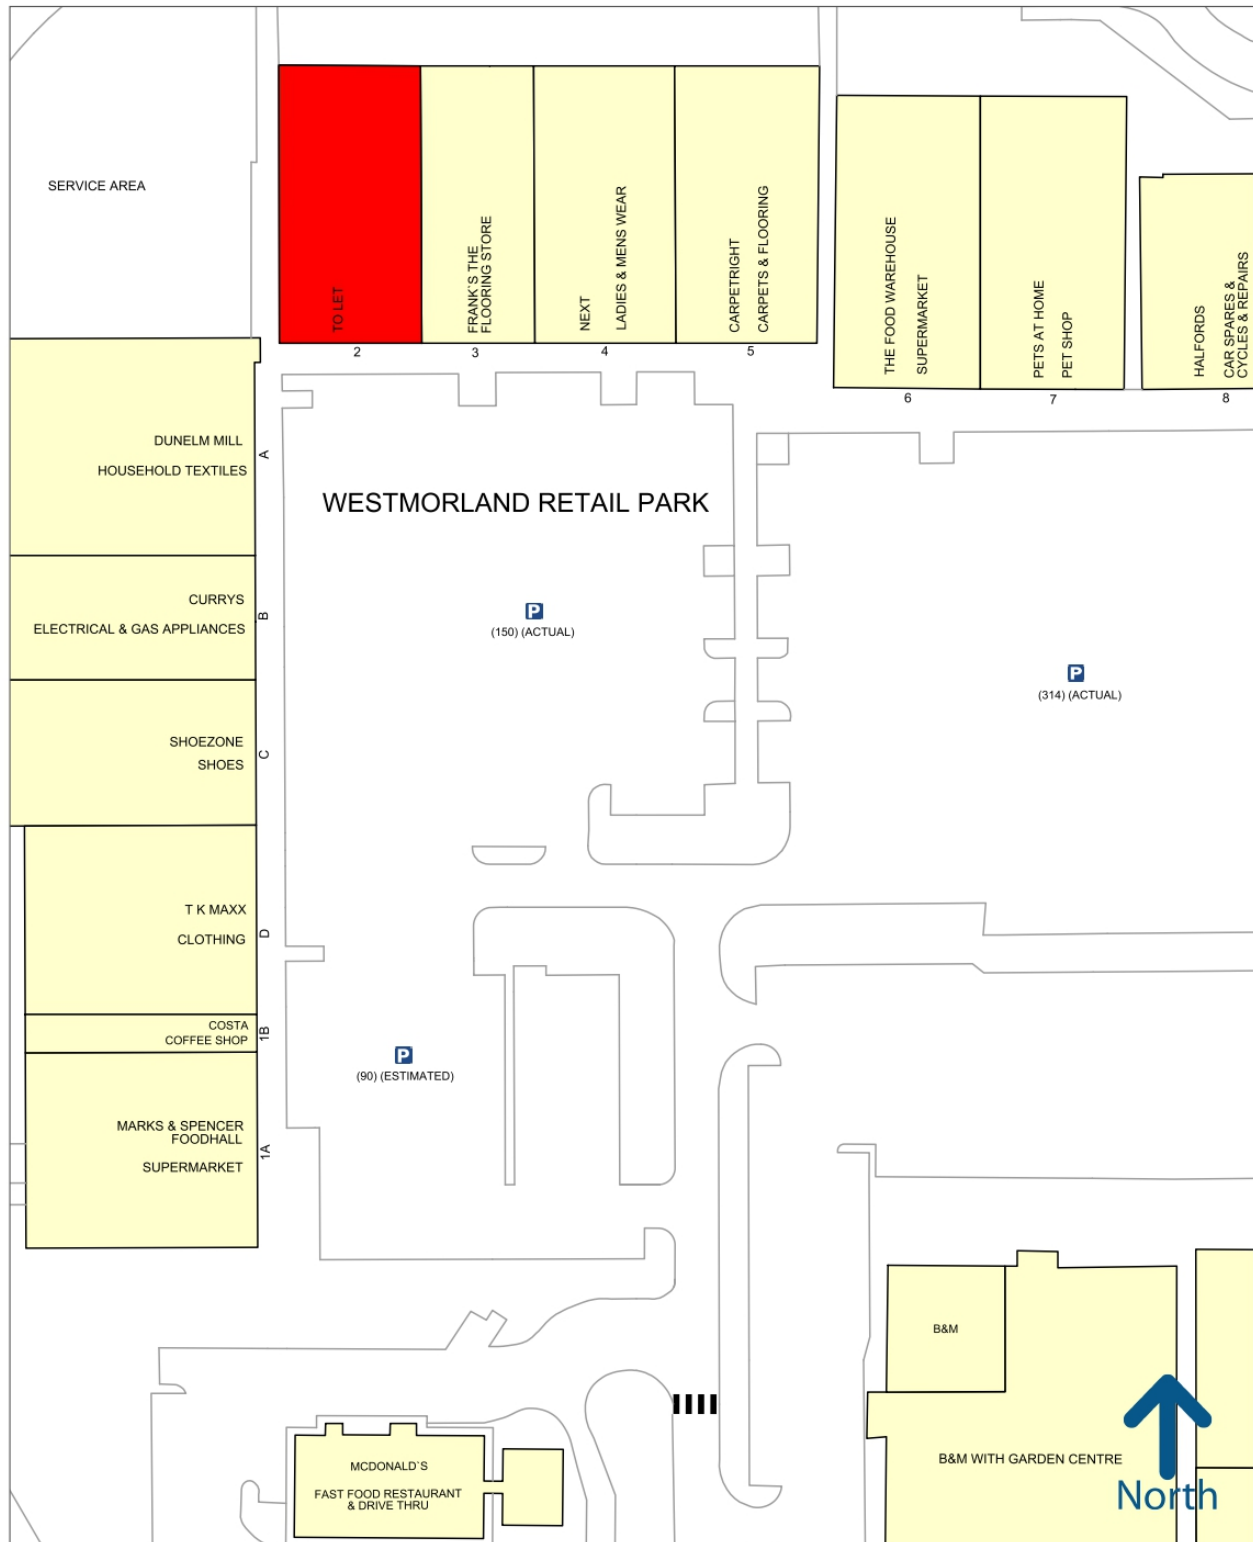 SERVICE AREA
TO LET
2
FRANK`S THE
FLOORING STORE
3
NEXT
LADIES & MENS WEAR
4
CARPETRIGHT
CARPETS & FLOORING
5
THE FOOD WAREHOUSE
SUPERMARKET
6
PETS AT HOME
PET SHOP
7
HALFORDS
CAR SPARES &
CYCLES & REPAIRS
8
DUNELM MILL
HOUSEHOLD TEXTILES
A
WESTMORLAND RETAIL PARK
CURRYS
ELECTRICAL & GAS APPLIANCES
B
P
(150) (ACTUAL)
P
(314) (ACTUAL)
SHOEZONE
SHOES
C
T K MAXX
CLOTHING
D
COSTA
COFFEE SHOP
1B
P
(90) (ESTIMATED)
MARKS & SPENCER
FOODHALL
SUPERMARKET
1A
B&M
B&M WITH GARDEN CENTRE
North
MCDONALD`S
FAST FOOD RESTAURANT
& DRIVE THRU